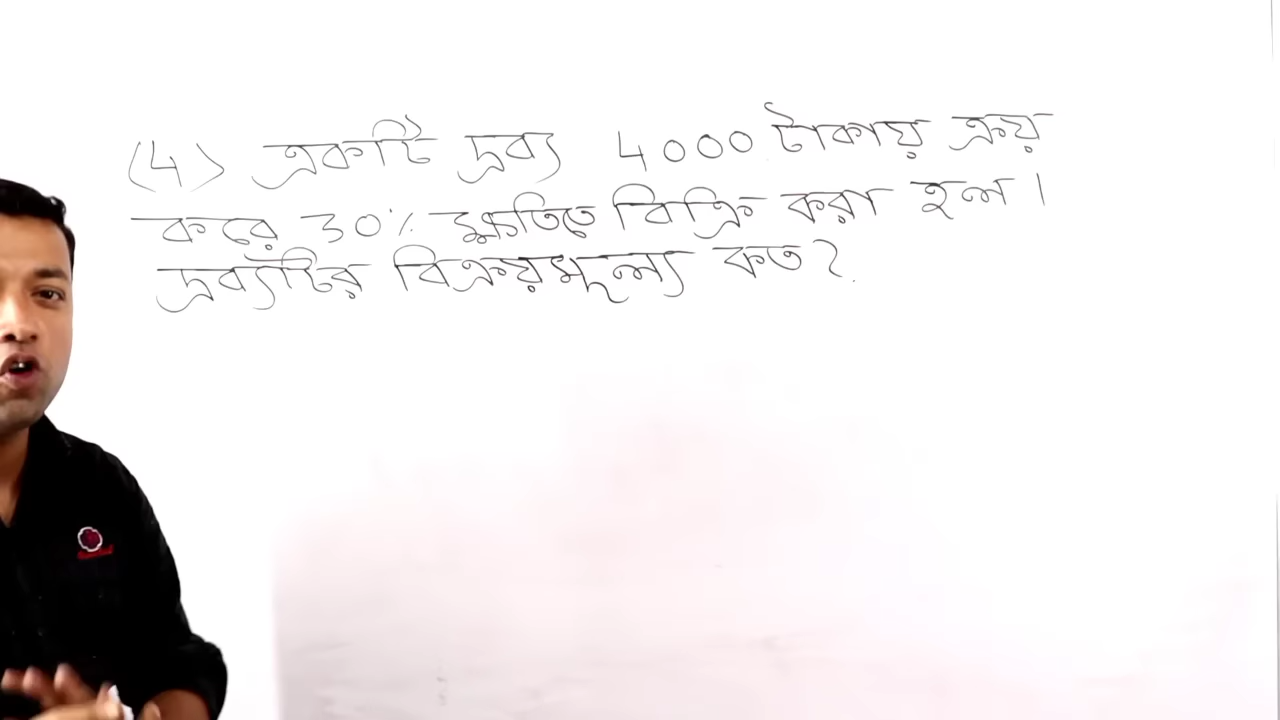 (4) একটি দ্রব্য 4000 টাকায় ক্রয়
করে 30% ক্ষতিতে বিক্রি করা হল।
দ্রব্যটির বিক্রয়মূল্য কত?